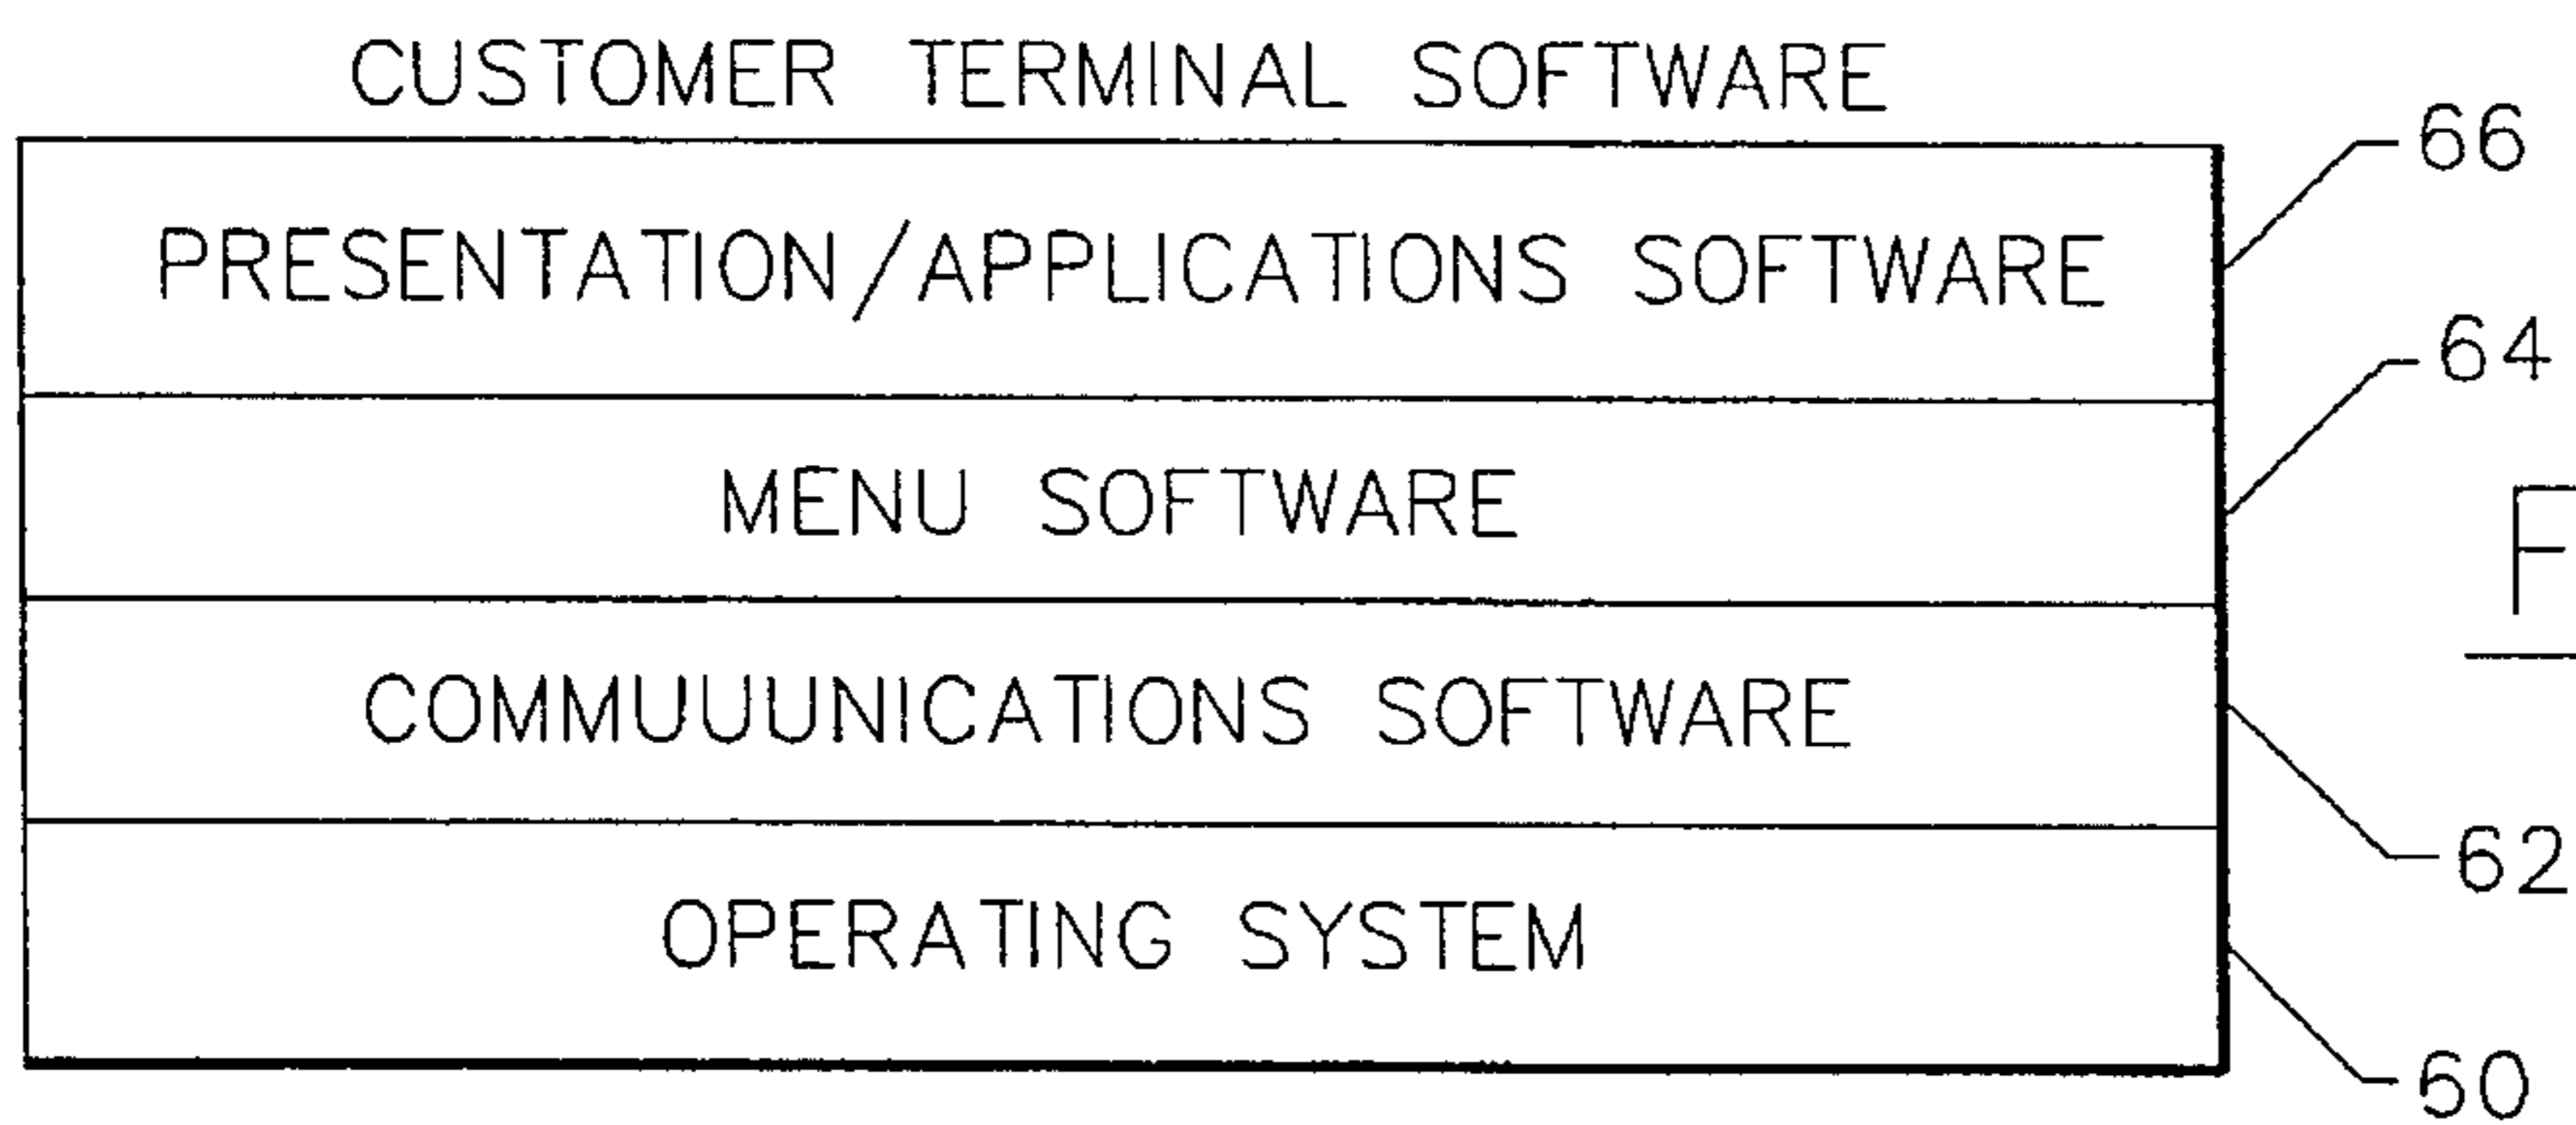 CUSTOMER TERMINAL SOFTWARE
66
PRESENTATION/APPLICATIONS SOFTWARE
64
MENU SOFTWARE
F
COMMUUUNICATIONS SOFTWARE
62
OPERATING SYSTEM
60